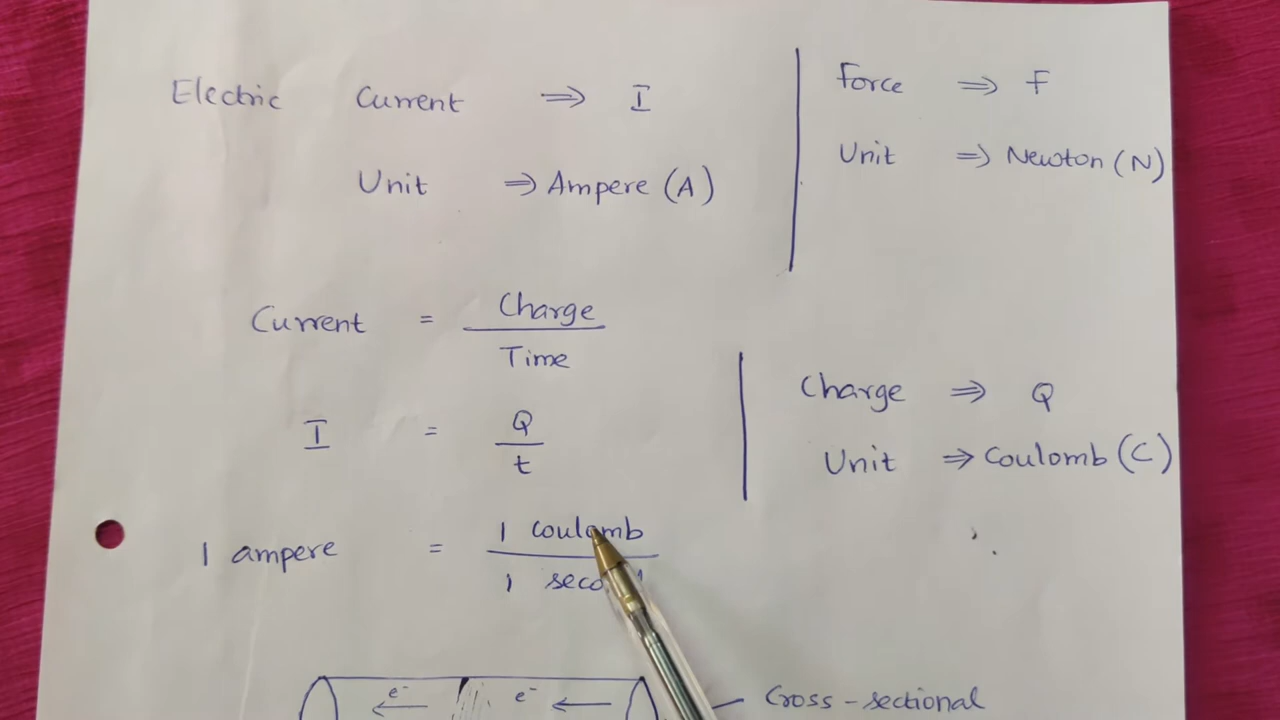 Electric Current ⇒ I
Unit ⇒ Ampere (A)
Force ⇒ F
Unit ⇒ Newton (N)
Current = Charge
Time
I = Q
t
Charge ⇒ Q
Unit ⇒ Coulomb (C)
1 ampere = 1 coulomb
1
e⁻ ← e⁻ ←
Cross-sectional